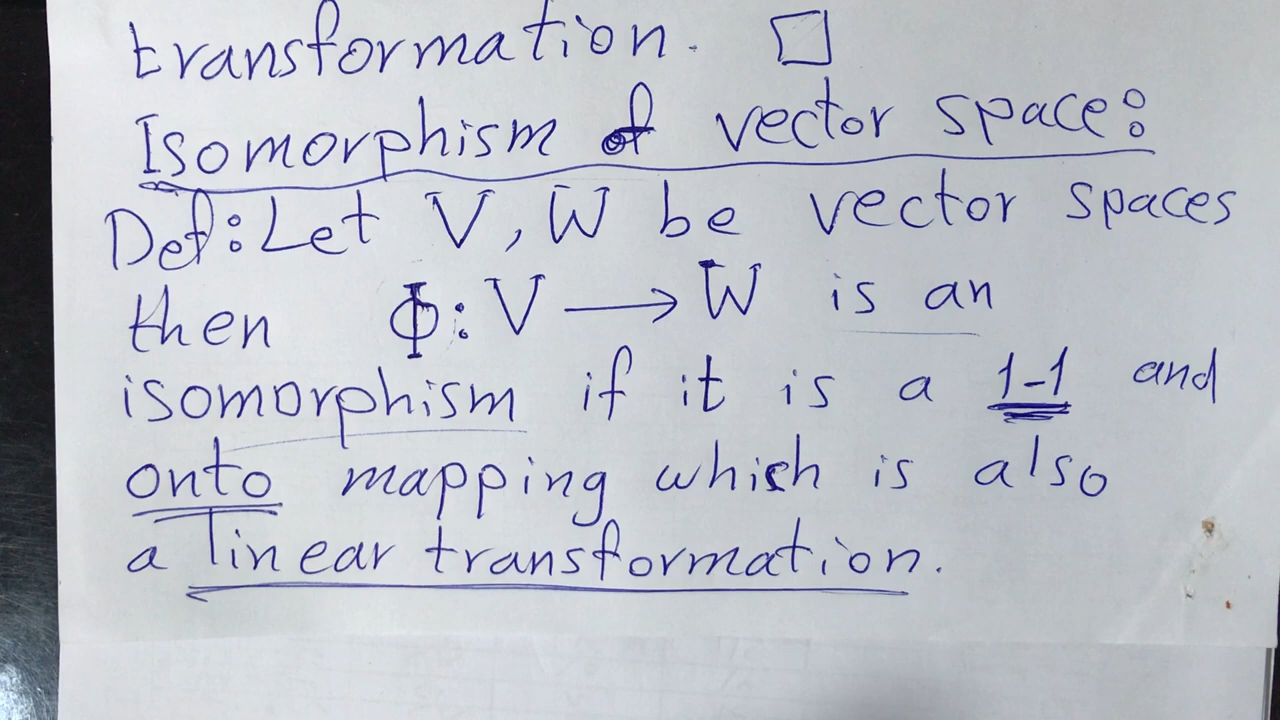 transformation. □
Isomorphism of vector space:
Def: Let V, W be vector spaces
then Φ: V ⟶ W is an
isomorphism if it is a 1-1 and
onto mapping which is also
a linear transformation.